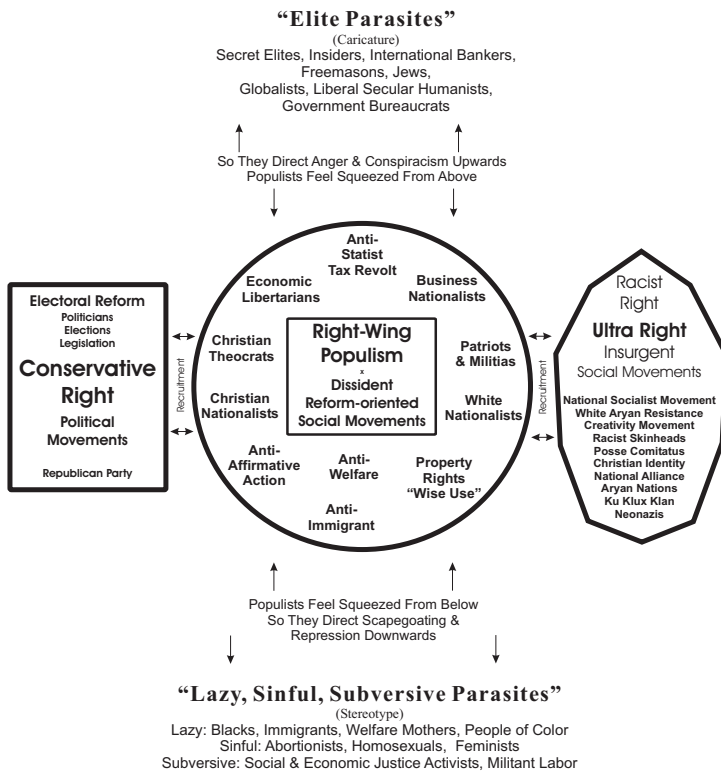 “Elite Parasites”
(Caricature)
Secret Elites, Insiders, International Bankers,
Freemasons, Jews,
Globalists, Liberal Secular Humanists,
Government Bureaucrats
So They Direct Anger & Conspiracism Upwards
Populists Feel Squeezed From Above
Electoral Reform
Politicians
Elections
Legislation
Conservative
Right
Political
Movements
Republican Party
Recruitment
Anti-
Statist
Tax Revolt
Economic
Libertarians
Business
Nationalists
Christian
Theocrats
Right-Wing
Populism
x
Dissident
Reform-oriented
Social Movements
Patriots
& Militias
Christian
Nationalists
White
Nationalists
Anti-
Affirmative
Action
Anti-
Welfare
Property
Rights
“Wise Use”
Anti-
Immigrant
Recruitment
Racist
Right
Ultra Right
Insurgent
Social Movements
National Socialist Movement
White Aryan Resistance
Creativity Movement
Racist Skinheads
Posse Comitatus
Christian Identity
National Alliance
Aryan Nations
Ku Klux Klan
Neonazis
Populists Feel Squeezed From Below
So They Direct Scapegoating &
Repression Downwards
“Lazy, Sinful, Subversive Parasites”
(Stereotype)
Lazy: Blacks, Immigrants, Welfare Mothers, People of Color
Sinful: Abortionists, Homosexuals, Feminists
Subversive: Social & Economic Justice Activists, Militant Labor